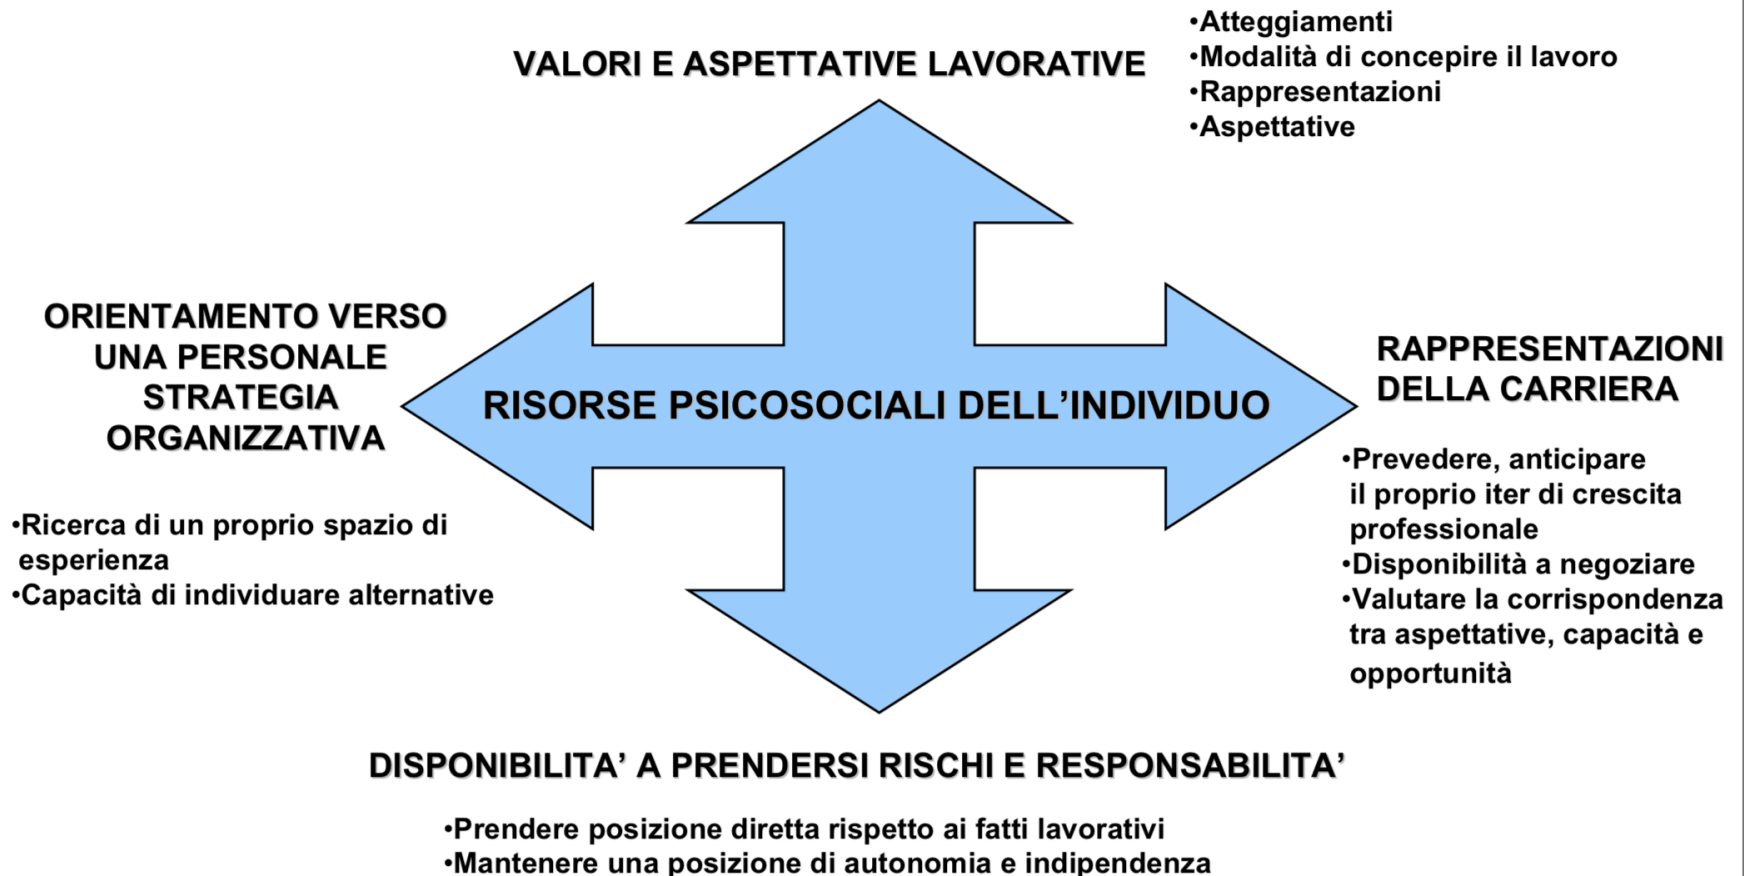 VALORI E ASPETTATIVE LAVORATIVE
•Atteggiamenti
•Modalità di concepire il lavoro
•Rappresentazioni
•Aspettative
ORIENTAMENTO VERSO
UNA PERSONALE
STRATEGIA
ORGANIZZATIVA
•Ricerca di un proprio spazio di
esperienza
•Capacità di individuare alternative
RISORSE PSICOSOCIALI DELL’INDIVIDUO
RAPPRESENTAZIONI
DELLA CARRIERA
•Prevedere, anticipare
il proprio iter di crescita
professionale
•Disponibilità a negoziare
•Valutare la corrispondenza
tra aspettative, capacità e
opportunità
DISPONIBILITA’ A PRENDERSI RISCHI E RESPONSABILITA’
•Prendere posizione diretta rispetto ai fatti lavorativi
•Mantenere una posizione di autonomia e indipendenza